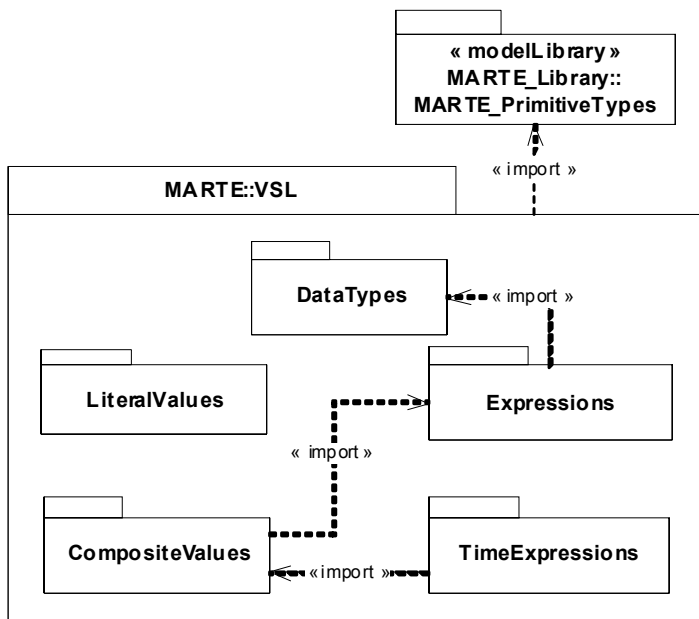 « modelLibrary »
MARTE_Library::
MARTE_PrimitiveTypes
« import »
MARTE::VSL
DataTypes
« import »
LiteralValues
Expressions
« import »
CompositeValues
« import »
TimeExpressions